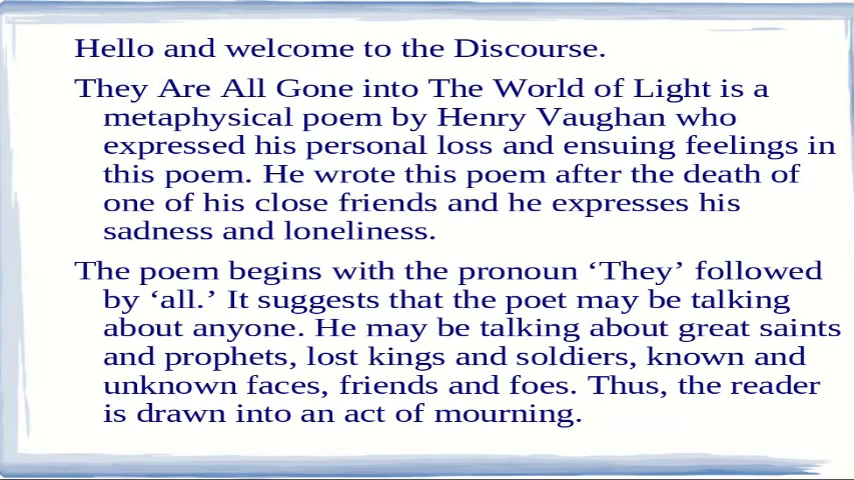 Hello and welcome to the Discourse.
They Are All Gone into The World of Light is a
metaphysical poem by Henry Vaughan who
expressed his personal loss and ensuing feelings in
this poem. He wrote this poem after the death of
one of his close friends and he expresses his
sadness and loneliness.
The poem begins with the pronoun ‘They’ followed
by ‘all.’ It suggests that the poet may be talking
about anyone. He may be talking about great saints
and prophets, lost kings and soldiers, known and
unknown faces, friends and foes. Thus, the reader
is drawn into an act of mourning.